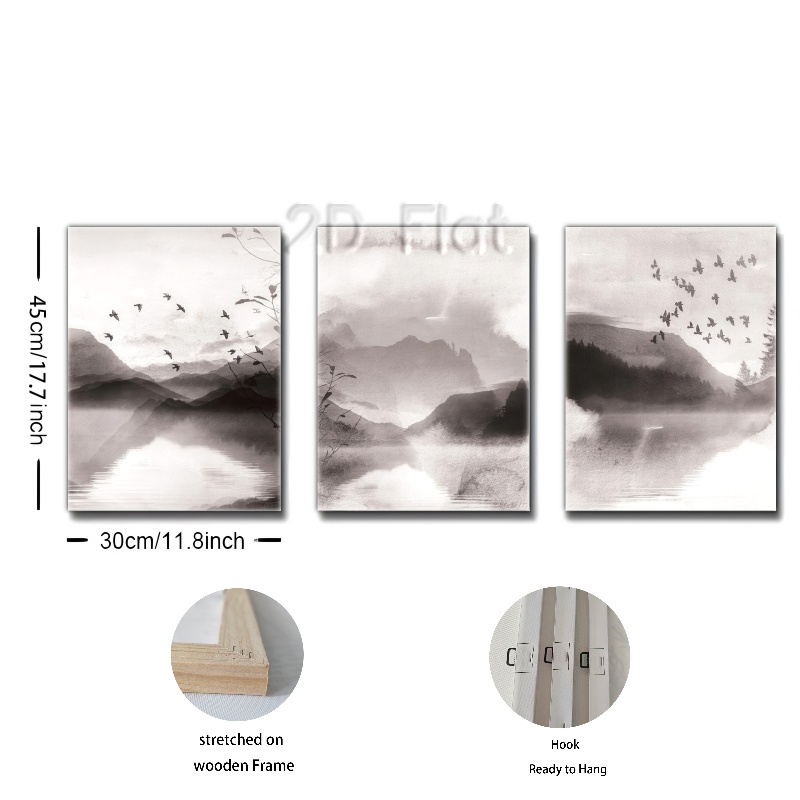 2D Flat
45cm/17.7inch
30cm/11.8inch
stretched on
wooden Frame
Hook
Ready to Hang